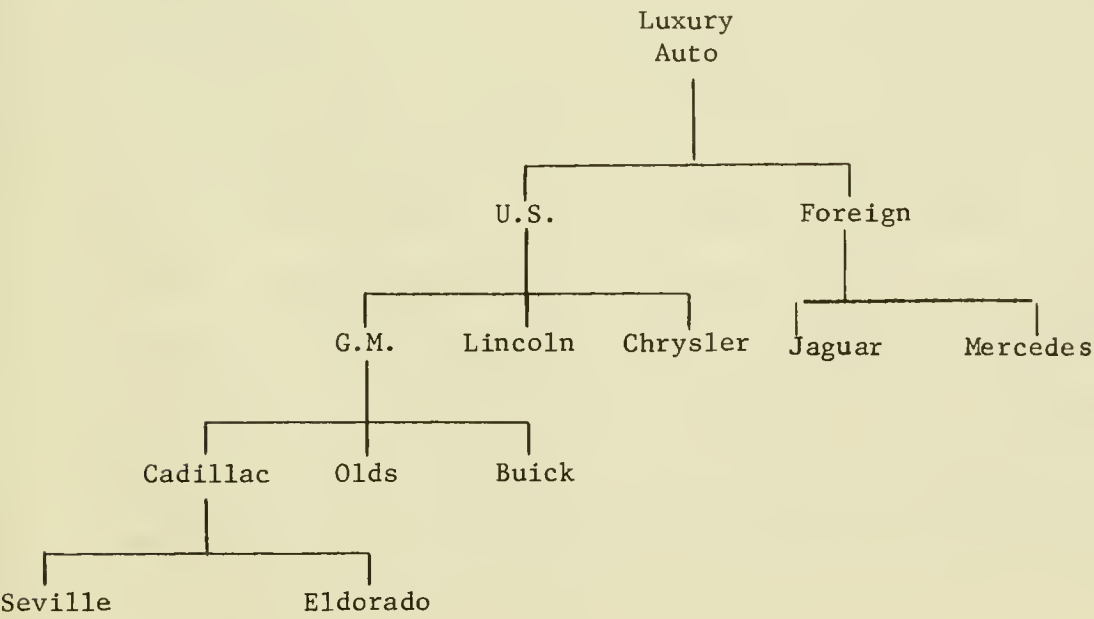 Luxury
Auto
U.S.
Foreign
G.M.
Lincoln
Chrysler
Jaguar
Mercedes
Cadillac
Olds
Buick
Seville
Eldorado